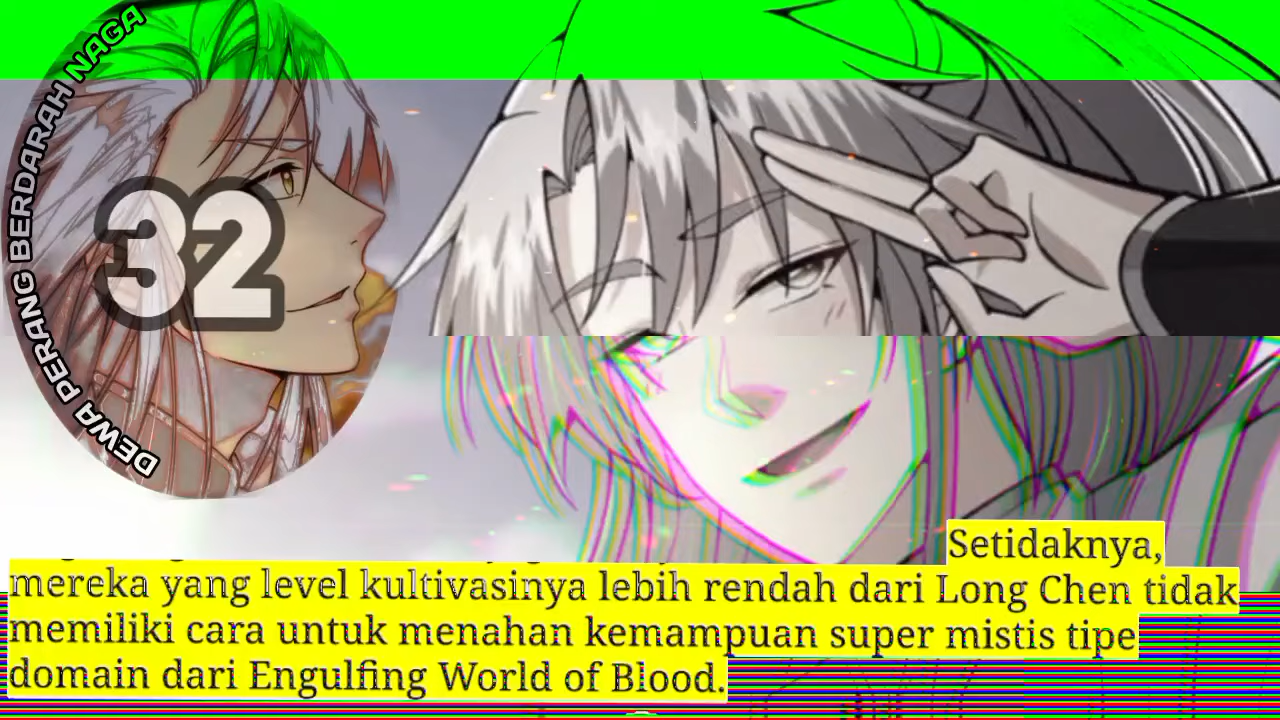 DEWA PERANG BERDARAH NAGA
32
Setidaknya,
mereka yang level kultivasinya lebih rendah dari Long Chen tidak
memiliki cara untuk menahan kemampuan super mistis tipe
domain dari Engulfing World of Blood.